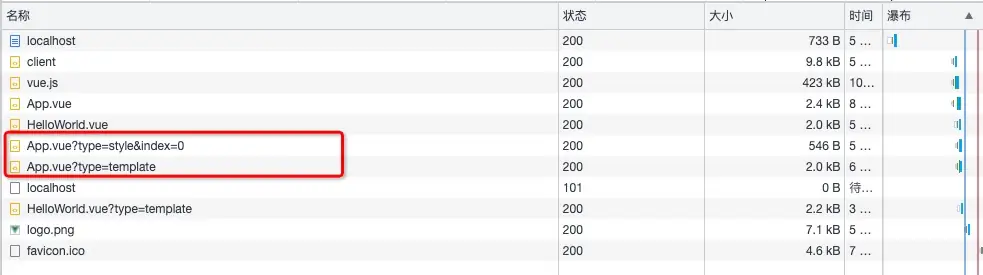 名称 状态 大小 时间 瀑布
localhost 200 733 B 5 ...
client 200 9.8 kB 5 ...
vue.js 200 423 kB 10...
App.vue 200 2.4 kB 8 ...
HelloWorld.vue 200 2.0 kB 5 ...
App.vue?type=style&index=0 200 546 B 5 ...
App.vue?type=template 200 2.0 kB 6 ...
localhost 101 0 B 待...
HelloWorld.vue?type=template 200 2.2 kB 3 ...
logo.png 200 7.1 kB 5 ...
favicon.ico 200 4.6 kB 7 ...